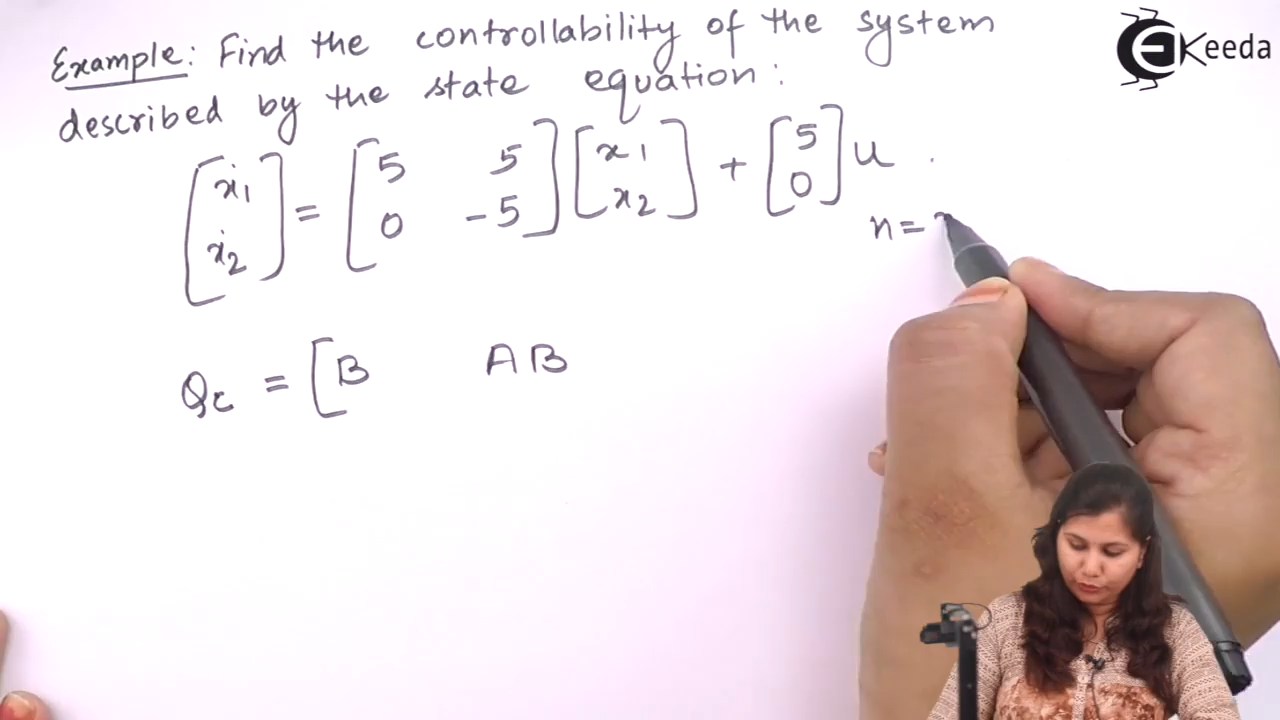 Example: Find the controllability of the system
EKeeda
described by the state equation:
[ẋ1 ẋ2] = [5 5 0 -5] [x1 x2] + [5 0] u .
n =
Qc = [B AB